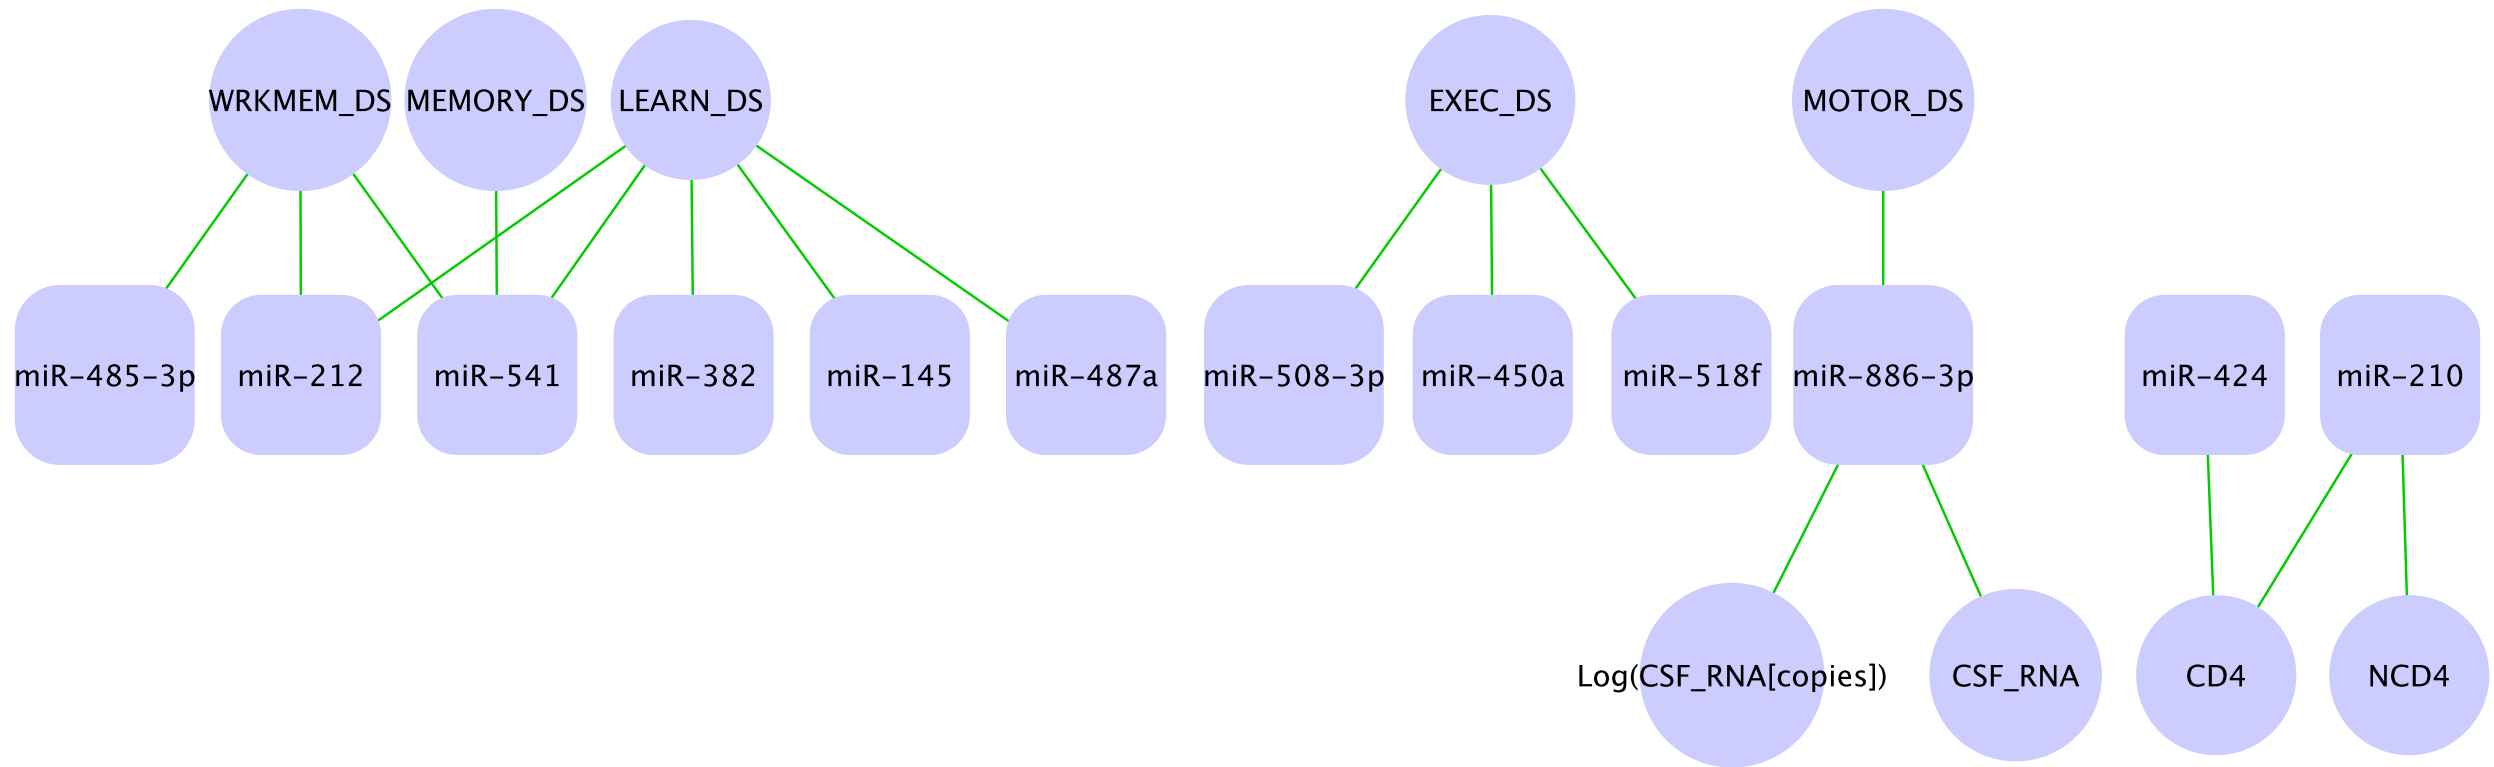 WRKMEM_DS
MEMORY_DS
LEARN_DS
EXEC_DS
MOTOR_DS
miR-485-3p
miR-212
miR-541
miR-382
miR-145
miR-487a
miR-508-3p
miR-450a
miR-518f
miR-886-3p
miR-424
miR-210
Log(CSF_RNA[copies])
CSF_RNA
CD4
NCD4